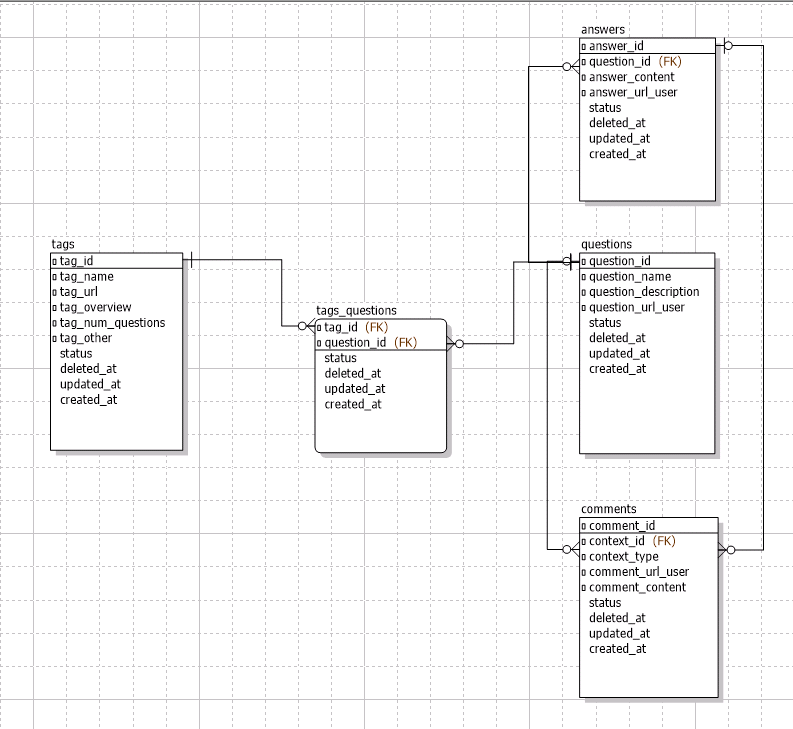 answers
answer_id
question_id (FK)
answer_content
answer_url_user
status
deleted_at
updated_at
created_at
tags
tag_id
tag_name
tag_url
tag_overview
tag_num_questions
tag_other
status
deleted_at
updated_at
created_at
tags_questions
tag_id (FK)
question_id (FK)
status
deleted_at
updated_at
created_at
questions
question_id
question_name
question_description
question_url_user
status
deleted_at
updated_at
created_at
comments
comment_id
context_id (FK)
context_type
comment_url_user
comment_content
status
deleted_at
updated_at
created_at